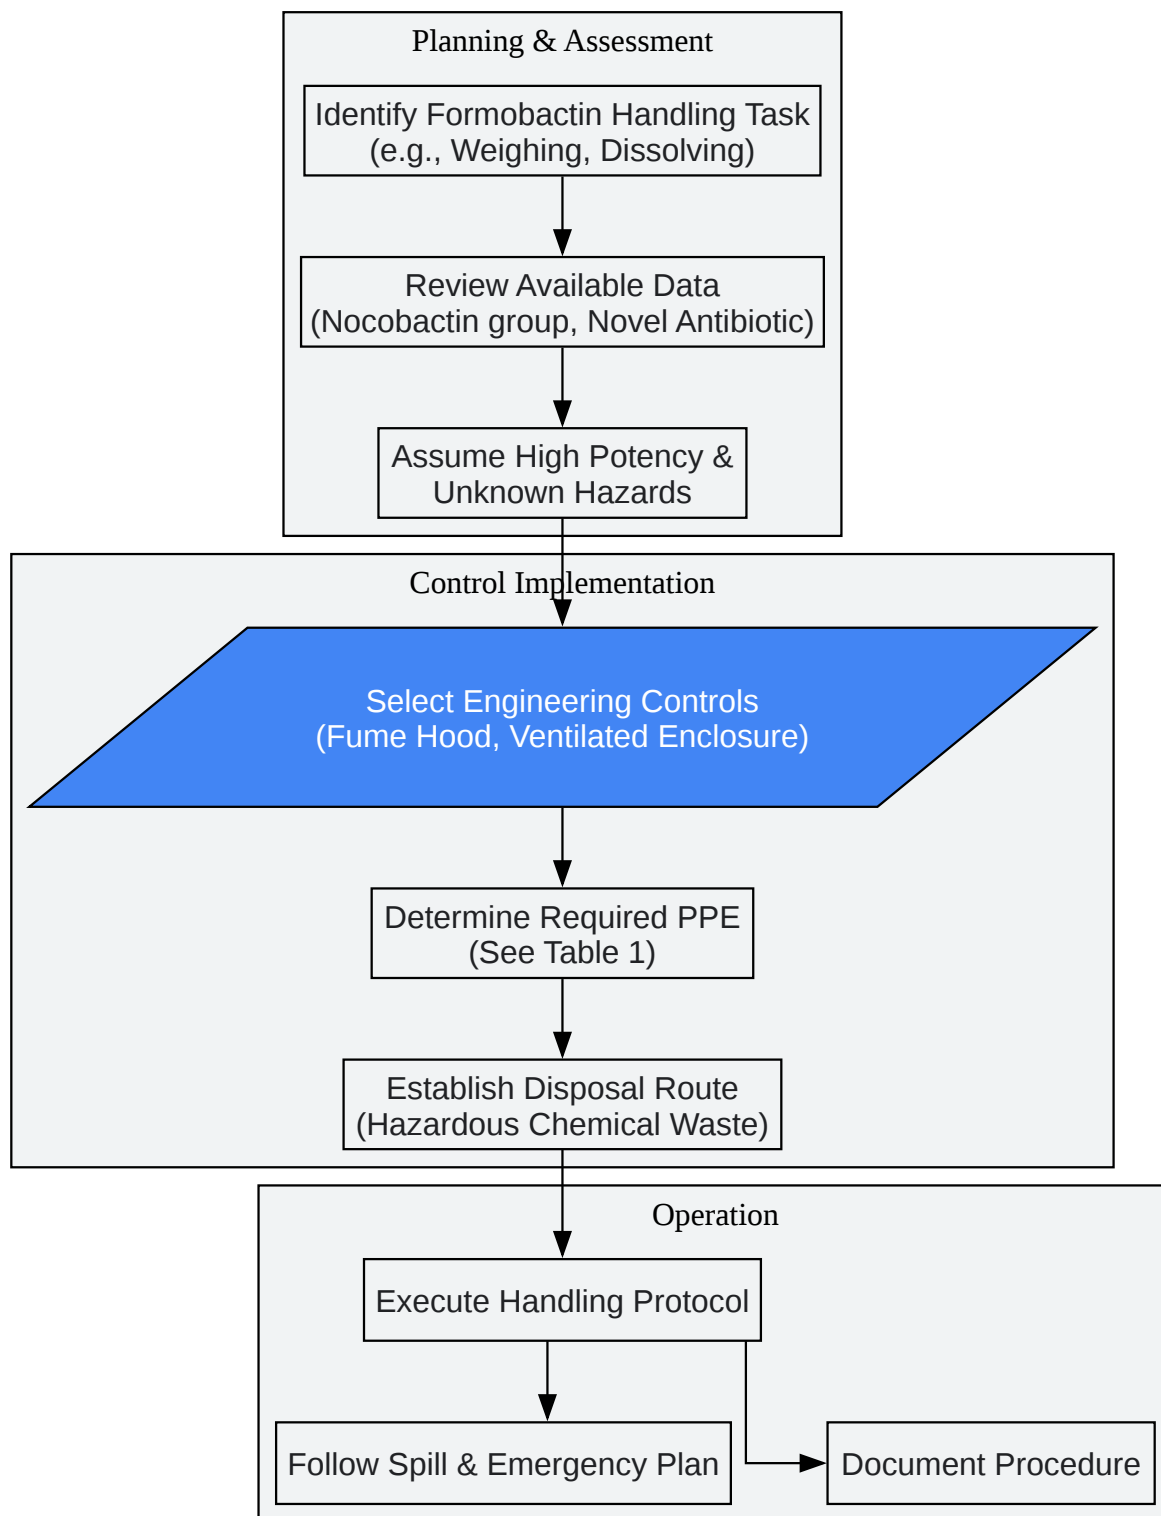 Planning & Assessment
Identify Formobactin Handling Task
(e.g., Weighing, Dissolving)
Review Available Data
(Nocobactin group, Novel Antibiotic)
Assume High Potency &
Unknown Hazards
Control Implementation
Select Engineering Controls
(Fume Hood, Ventilated Enclosure)
Determine Required PPE
(See Table 1)
Establish Disposal Route
(Hazardous Chemical Waste)
Operation
Execute Handling Protocol
Follow Spill & Emergency Plan
Document Procedure